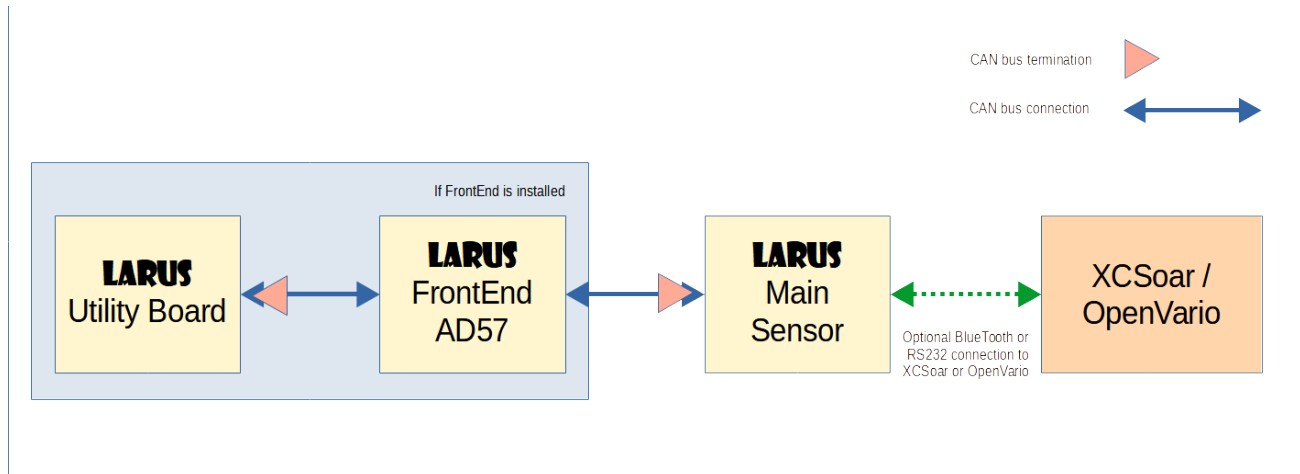 CAN bus termination
CAN bus connection
If FrontEnd is installed
LARUS
Utility Board
LARUS
FrontEnd
AD57
LARUS
Main
Sensor
Optional BlueTooth or
RS232 connection to
XCSoar or OpenVario
XCSoar /
OpenVario